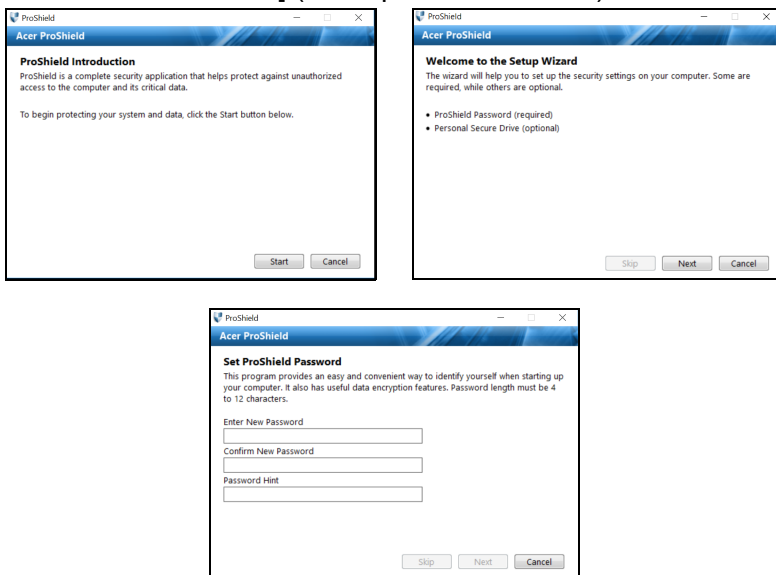 ProShield
Acer ProShield
ProShield Introduction
ProShield is a complete security application that helps protect against unauthorized
access to the computer and its critical data.
To begin protecting your system and data, click the Start button below.
Start Cancel
ProShield
Acer ProShield
Welcome to the Setup Wizard
The wizard will help you to set up the security settings on your computer. Some are
required, while others are optional.
• ProShield Password (required)
• Personal Secure Drive (optional)
Skip Next Cancel
ProShield
Acer ProShield
Set ProShield Password
This program provides an easy and convenient way to identify yourself when starting up
your computer. It also has useful data encryption features. Password length must be 4
to 12 characters.
Enter New Password
Confirm New Password
Password Hint
Skip Next Cancel